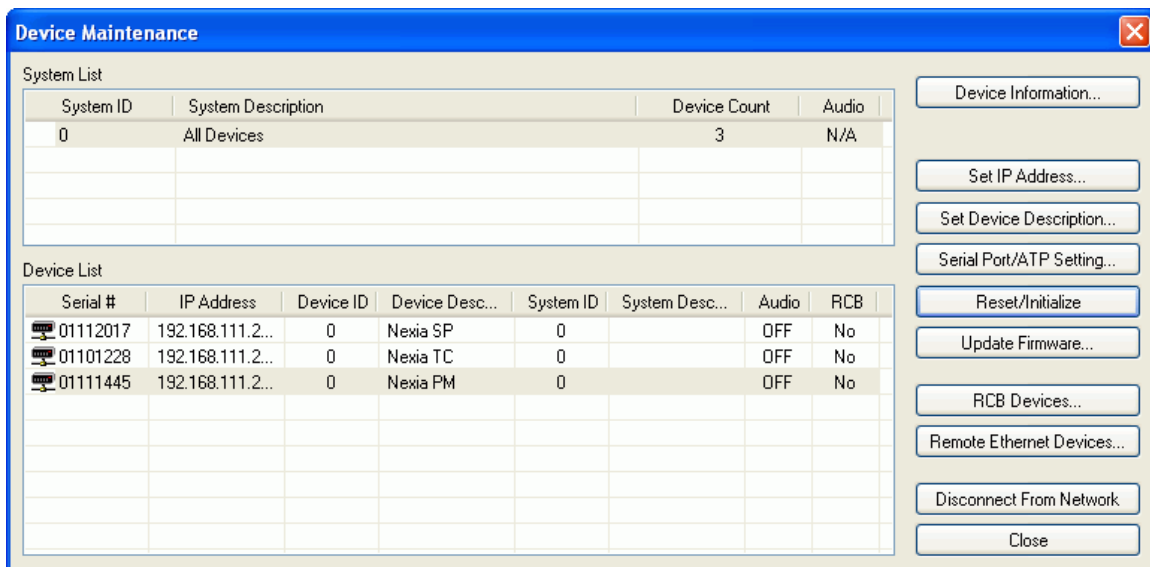 Device Maintenance
System List
System ID System Description Device Count Audio
0 All Devices 3 N/A
Device List
Serial # IP Address Device ID Device Desc... System ID System Desc... Audio RCB
01112017 192.168.111.2... 0 Nexia SP 0 OFF No
01101228 192.168.111.2... 0 Nexia TC 0 OFF No
01111445 192.168.111.2... 0 Nexia PM 0 OFF No
Device Information...
Set IP Address...
Set Device Description...
Serial Port/ATP Setting...
Reset/Initialize
Update Firmware...
RCB Devices...
Remote Ethernet Devices...
Disconnect From Network
Close